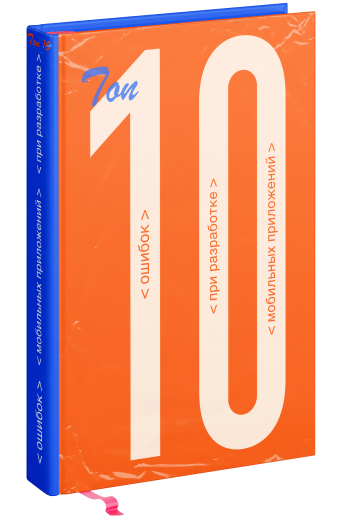 Топ
10
< ошибок >
< при разработке >
< мобильных приложений >
Топ 10
< ошибок >
< мобильных приложений >
< при разработке >